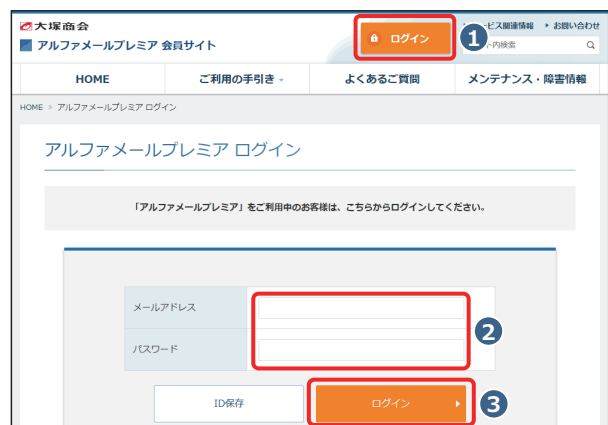 大塚商会
アルファメールプレミア 会員サイト
ログイン
1
ービス関連情報 お問い合わせ
ト内検索
HOME ご利用の手引き よくあるご質問 メンテナンス・障害情報
HOME > アルファメールプレミア ログイン
アルファメールプレミア ログイン
「アルファメールプレミア」をご利用中のお客様は、こちらからログインしてください。
メールアドレス
2
パスワード
ID保存 ログイン 3